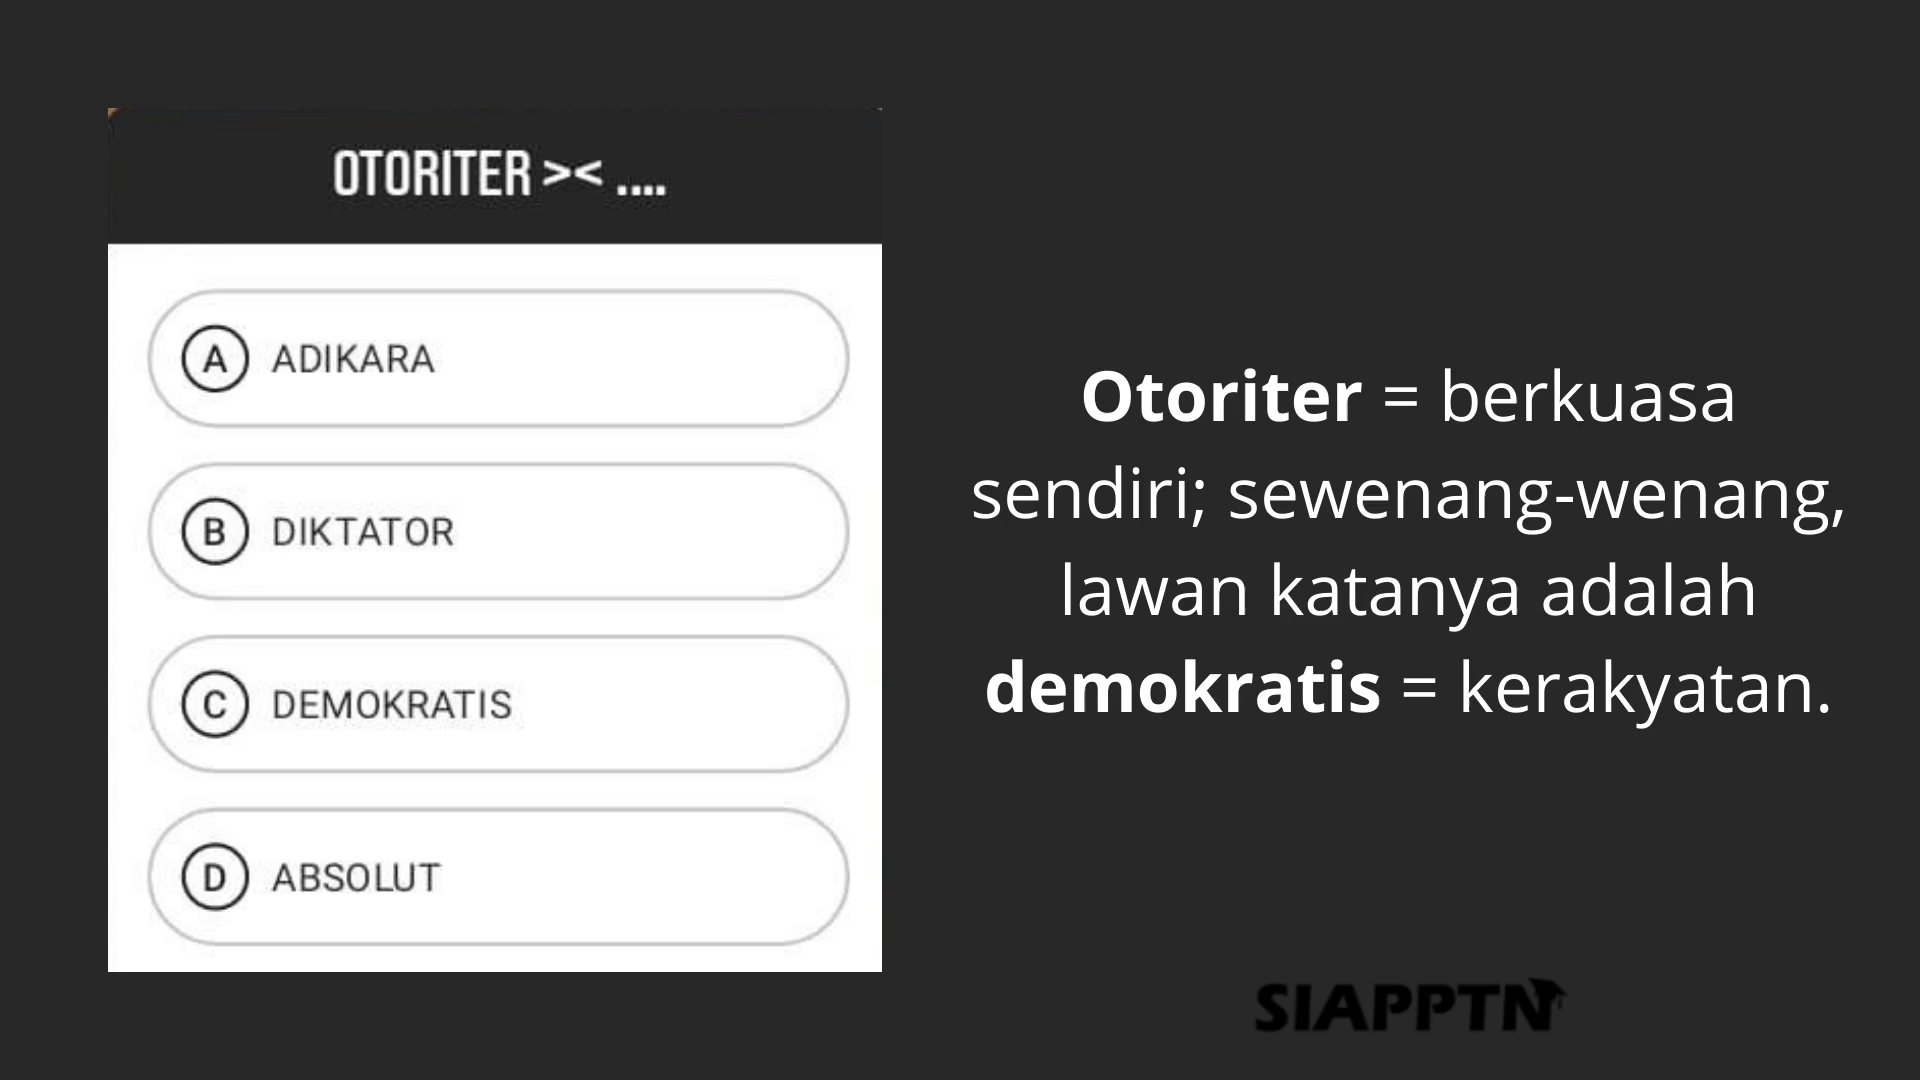 OTORITER >< ....
A ADIKARA
B DIKTATOR
C DEMOKRATIS
D ABSOLUT
Otoriter = berkuasa
sendiri; sewenang-wenang,
lawan katanya adalah
demokratis = kerakyatan.
SIAPPTN